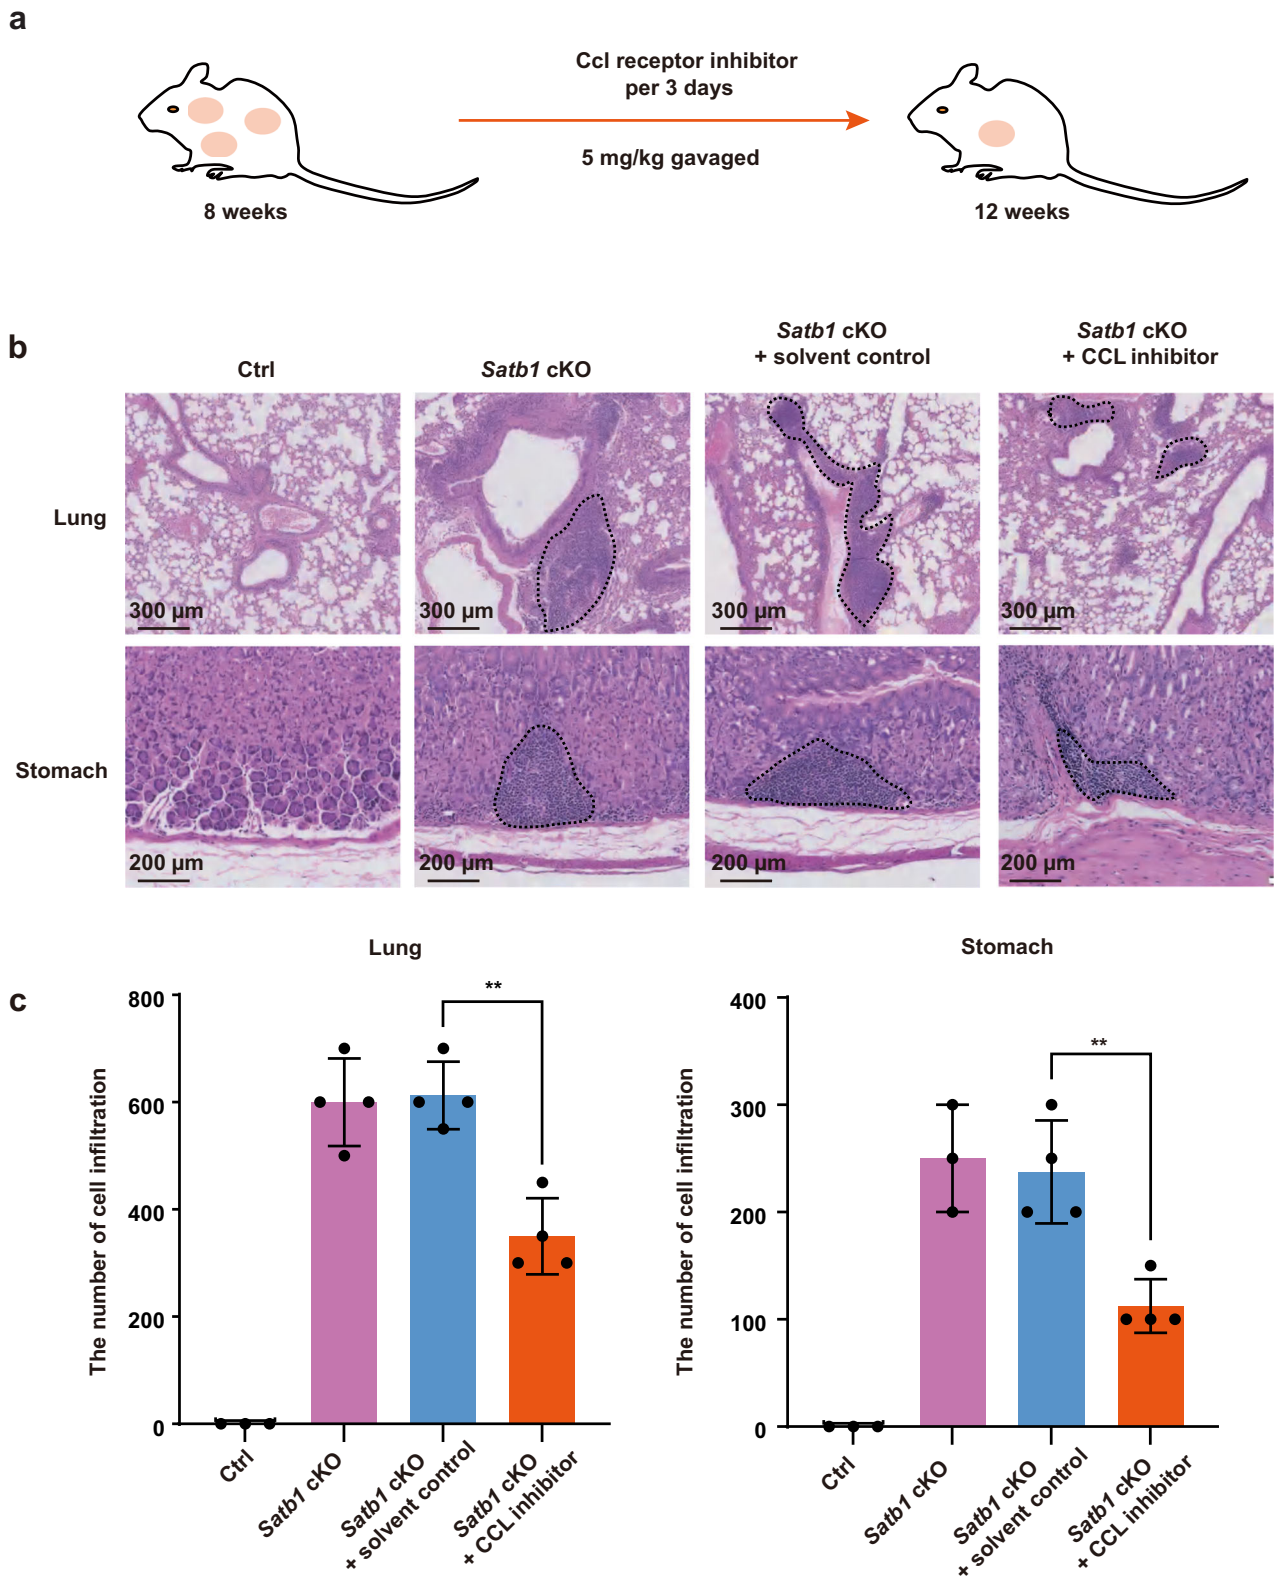 a
Ccl receptor inhibitor
per 3 days
5 mg/kg gavaged
8 weeks
12 weeks
b
Ctrl
Satb1 cKO
Satb1 cKO
+ solvent control
Satb1 cKO
+ CCL inhibitor
Lung
300 μm
300 μm
300 μm
300 μm
Stomach
200 μm
200 μm
200 μm
200 μm
c
Lung
The number of cell infiltration
800
600
400
200
0
**
Ctrl
Satb1 cKO
Satb1 cKO
+ solvent control
Satb1 cKO
+ CCL inhibitor
Stomach
The number of cell infiltration
400
300
200
100
0
**
Ctrl
Satb1 cKO
Satb1 cKO
+ solvent control
Satb1 cKO
+ CCL inhibitor